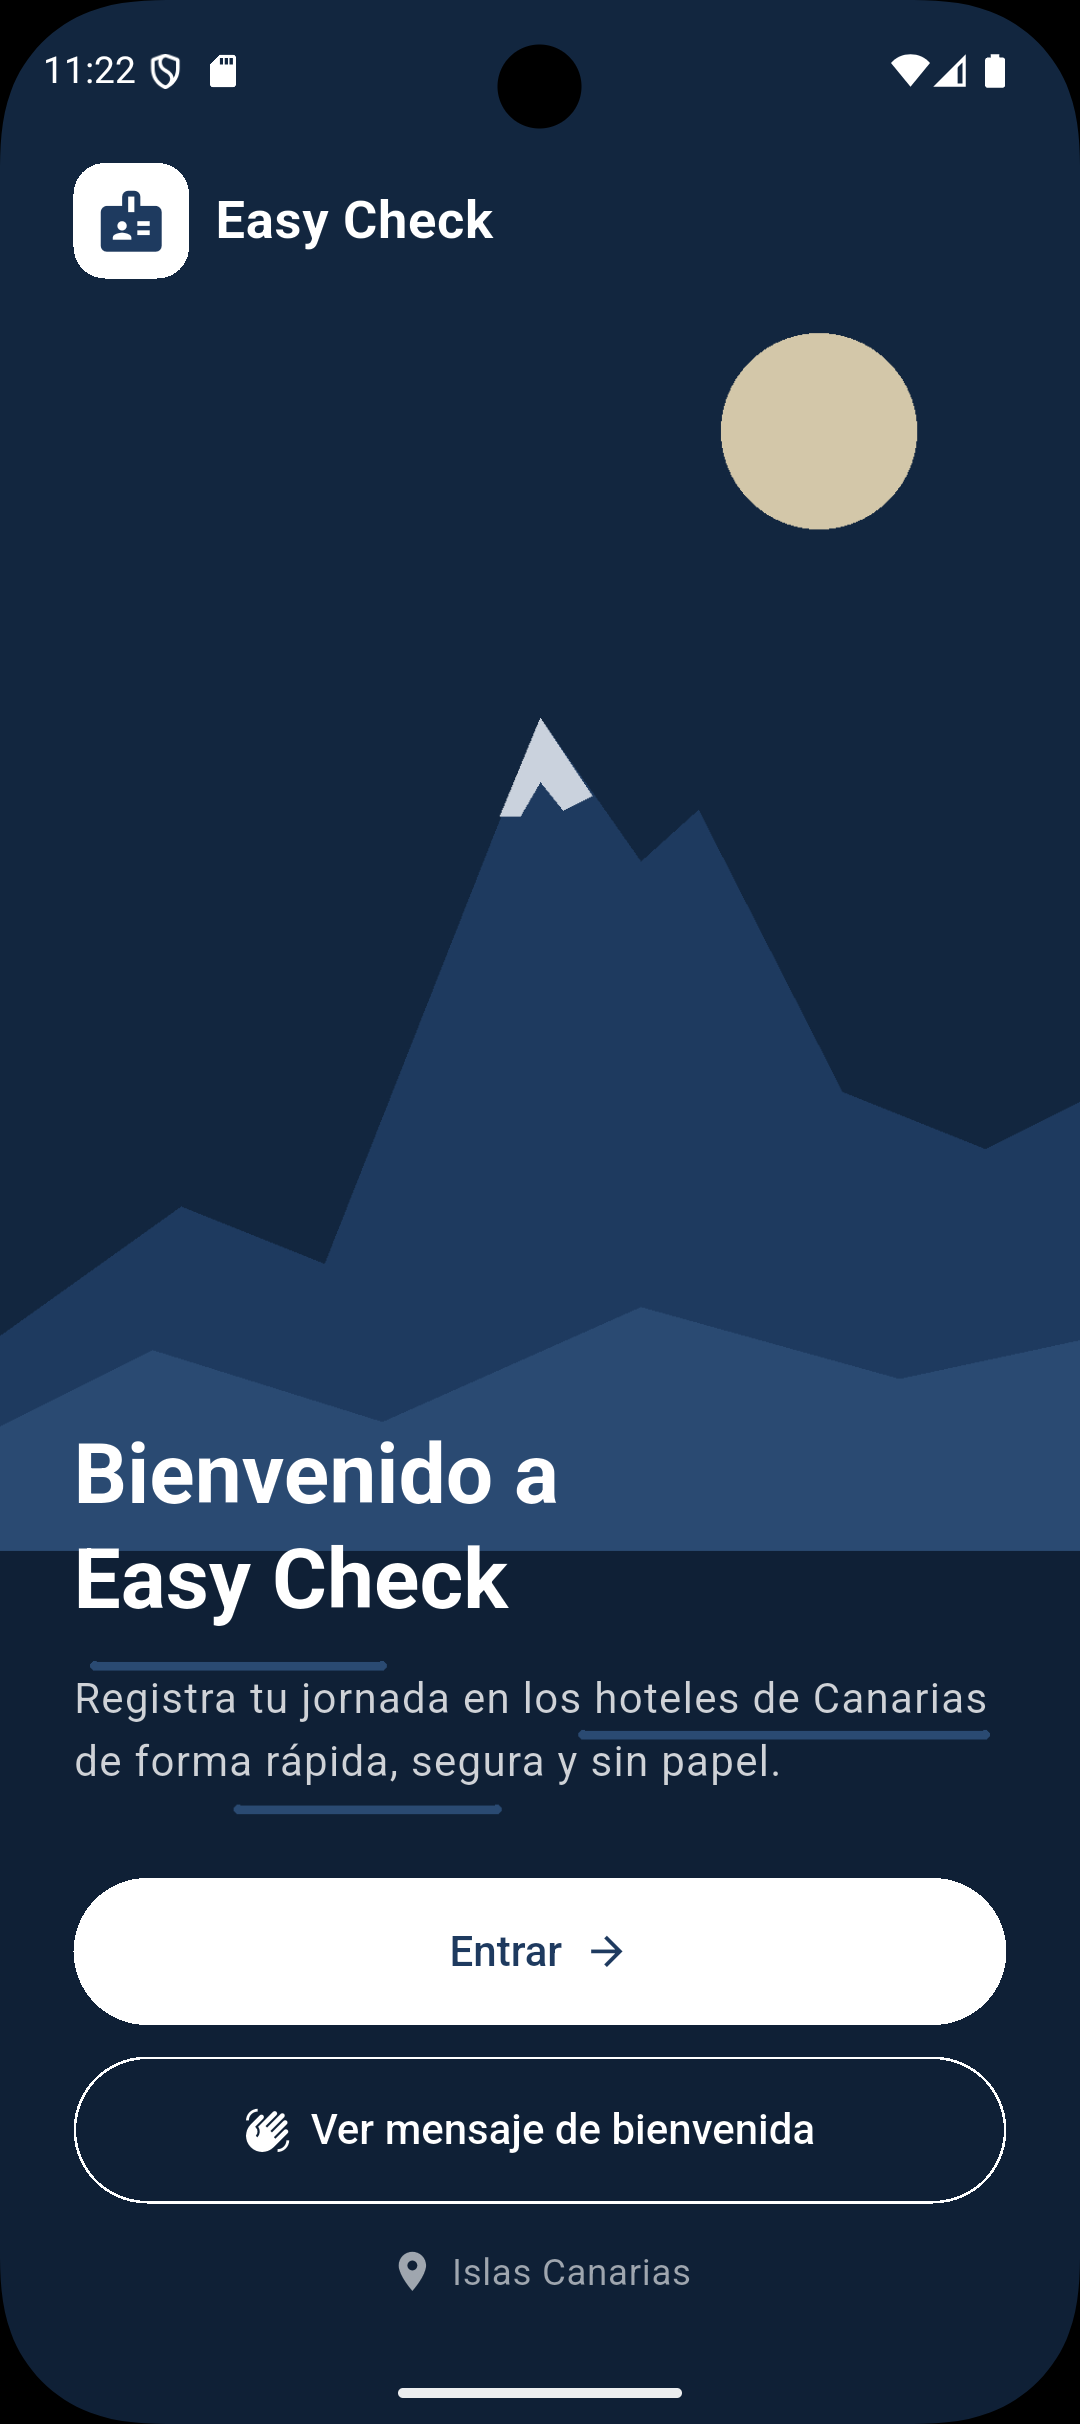 11:22
Easy Check
Bienvenido a
Easy Check
Registra tu jornada en los hoteles de Canarias
de forma rápida, segura y sin papel.
Entrar
Ver mensaje de bienvenida
Islas Canarias